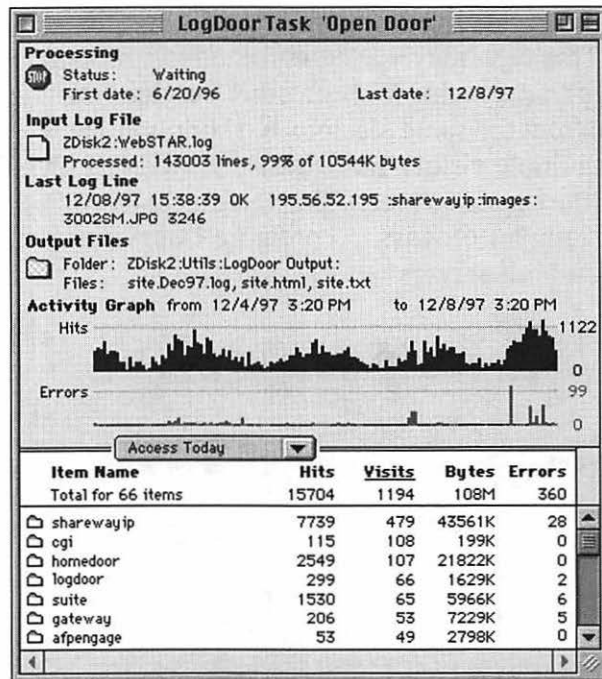 LogDoor Task 'Open Door'
Processing
STOP Status: Waiting
First date: 6/20/96 Last date: 12/8/97
Input Log File
ZDisk2:WebSTAR.log
Processed: 143003 lines, 99% of 10544K bytes
Last Log Line
12/08/97 15:38:39 OK 195.56.52.195 :sharewayip:images:
3002SM.JPG 3246
Output Files
Folder: ZDisk2:Utils:LogDoor Output:
Files: site.Dec97.log, site.html, site.txt
Activity Graph from 12/4/97 3:20 PM to 12/8/97 3:20 PM
Hits 1122
0
Errors 99
0
Access Today
Item Name Hits Visits Bytes Errors
Total for 66 items 15704 1194 108M 360
sharewayip 7739 479 43561K 28
cgi 115 108 199K 0
homedoor 2549 107 21822K 0
logdoor 299 66 1629K 2
suite 1530 65 5966K 6
gateway 206 53 7229K 5
afpengage 53 49 2798K 0